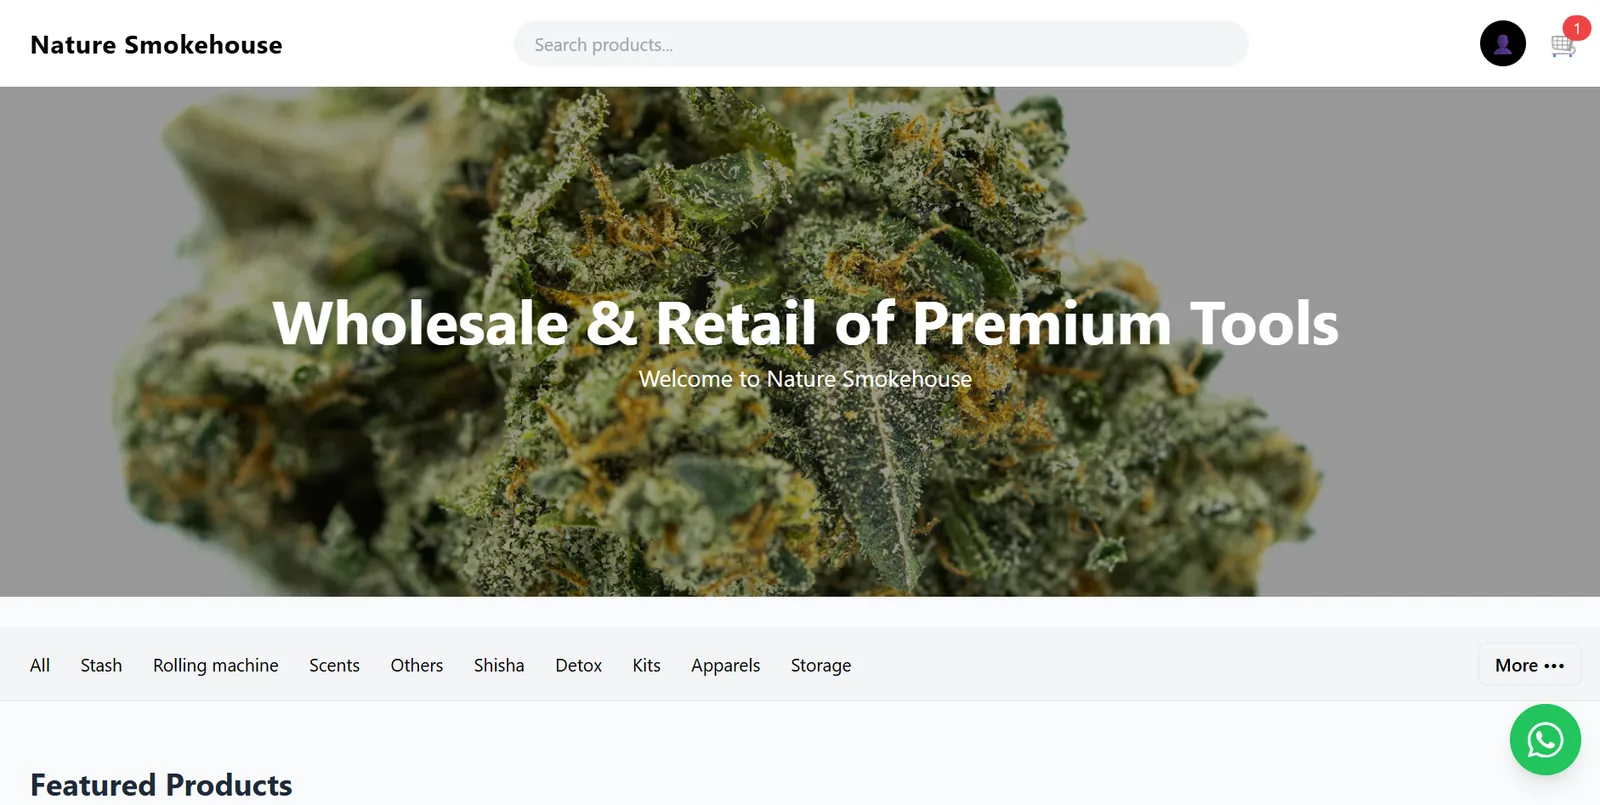 Nature Smokehouse
Search products...
1
Wholesale & Retail of Premium Tools
Welcome to Nature Smokehouse
All Stash Rolling machine Scents Others Shisha Detox Kits Apparels Storage More •••
Featured Products